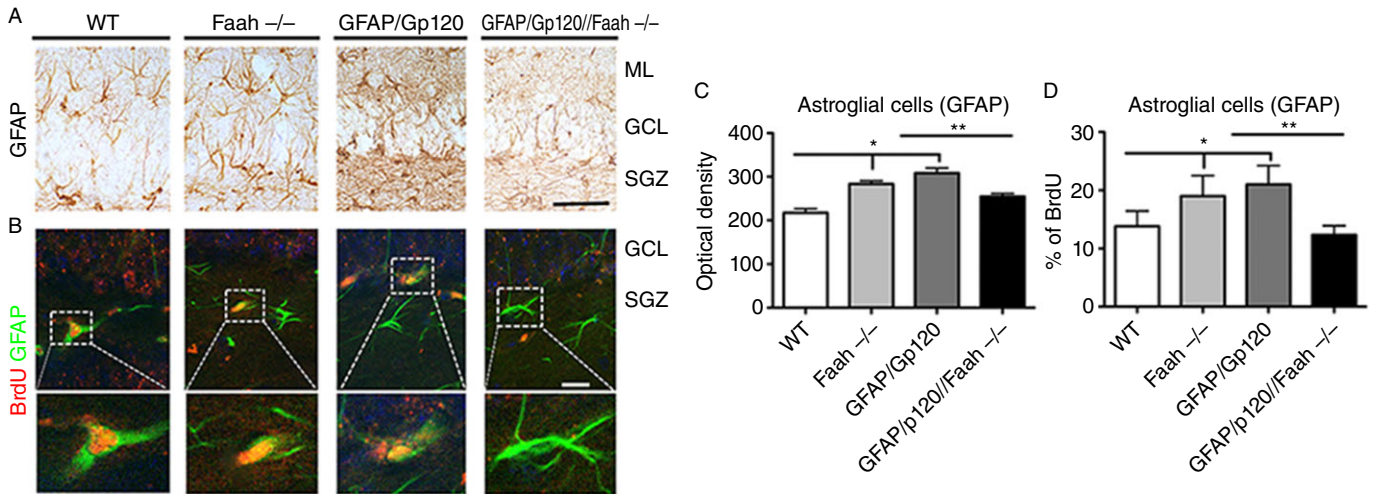 A
WT
Faah –/–
GFAP/Gp120
GFAP/Gp120//Faah –/–
GFAP
ML
GCL
SGZ
B
BrdU GFAP
GCL
SGZ
C
Astroglial cells (GFAP)
Optical density
400
300
200
100
0
*
**
WT
Faah –/–
GFAP/Gp120
GFAP/p120//Faah –/–
D
Astroglial cells (GFAP)
% of BrdU
30
20
10
0
*
**
WT
Faah –/–
GFAP/Gp120
GFAP/p120//Faah –/–